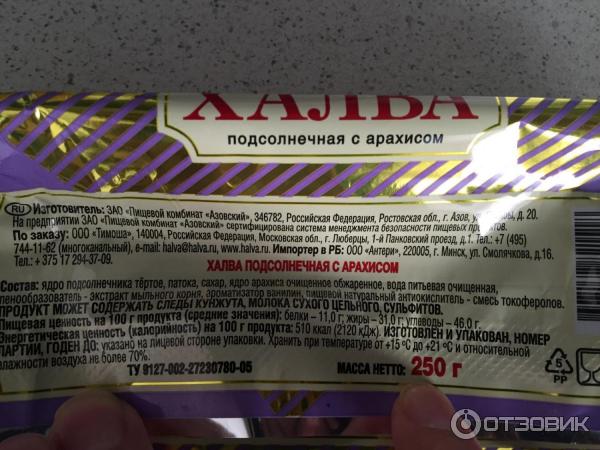 ХАЛВА
подсолнечная с арахисом
RU Изготовитель: ЗАО «Пищевой комбинат «Азовский», 346782, Российская Федерация, Ростовская обл., г. Азов, ул. д. 20.
На предприятии ЗАО «Пищевой комбинат «Азовский» сертифицирована система менеджмента безопасности пищевых продуктов.
По заказу: ООО «Тимоша», 140004, Российская Федерация, Московская обл., г. Люберцы, 1-й Панковский проезд, д.1. Тел.: +7 (495)
744-11-62 (многоканальный), e-mail: halva@halva.ru, www.halva.ru. Импортер в РБ: ООО «Антери», 220005, г. Минск, ул. Смолячкова, д.16.
Тел.: + 375 17 294-37-09.
ХАЛВА ПОДСОЛНЕЧНАЯ С АРАХИСОМ
Состав: ядро подсолнечника тёртое, патока, сахар, ядро арахиса очищенное обжаренное, вода питьевая очищенная,
пенообразователь - экстракт мыльного корня, ароматизатор ванилин, пищевой натуральный антиокислитель - смесь токоферолов.
ПРОДУКТ МОЖЕТ СОДЕРЖАТЬ СЛЕДЫ КУНЖУТА, МОЛОКА СУХОГО ЦЕЛЬНОГО, СУЛЬФИТОВ.
Пищевая ценность на 100 г продукта (средние значения): белки – 11,0 г; жиры – 31,0 г; углеводы – 46,0 г.
Энергетическая ценность (калорийность) на 100 г продукта: 510 ккал (2120 кДж). ИЗГОТОВЛЕН И УПАКОВАН, НОМЕР
ПАРТИИ, ГОДЕН ДО: указано на лицевой стороне упаковки. Хранить при температуре от +15 °С до +21 °С и относительной
влажности воздуха не более 70%.
ТУ 9127-002-27230780-05
МАССА НЕТТО: 250 г
5
PP
ОТЗОВИК